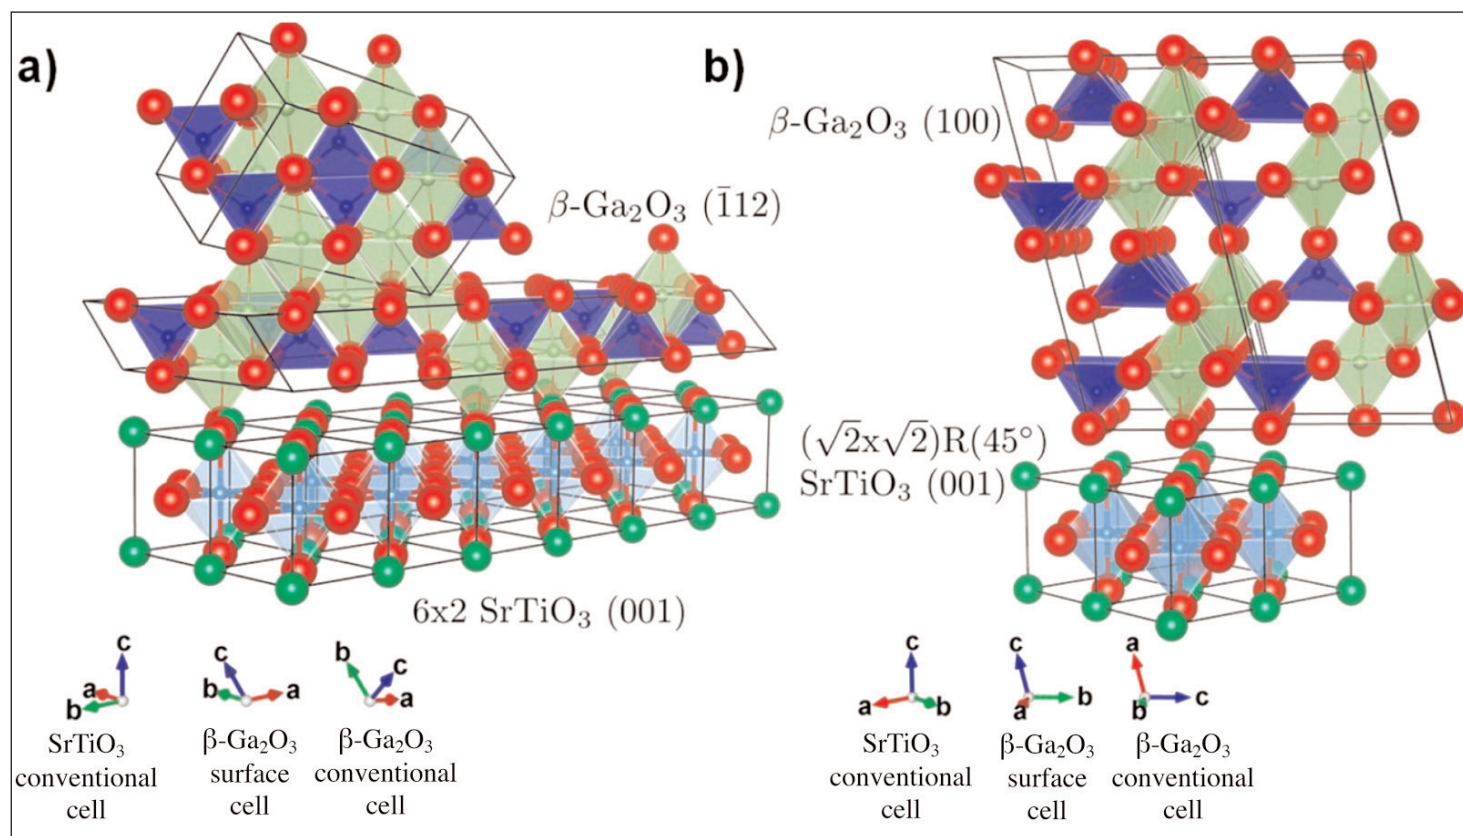 a)
β-Ga₂O₃ (1̄12)
6x2 SrTiO₃ (001)
c
a
b
SrTiO₃
conventional
cell
c
b
a
β-Ga₂O₃
surface
cell
b
c
a
β-Ga₂O₃
conventional
cell
b)
β-Ga₂O₃ (100)
(√2x√2)R(45°)
SrTiO₃ (001)
c
a
b
SrTiO₃
conventional
cell
c
b
a
β-Ga₂O₃
surface
cell
a
c
b
β-Ga₂O₃
conventional
cell